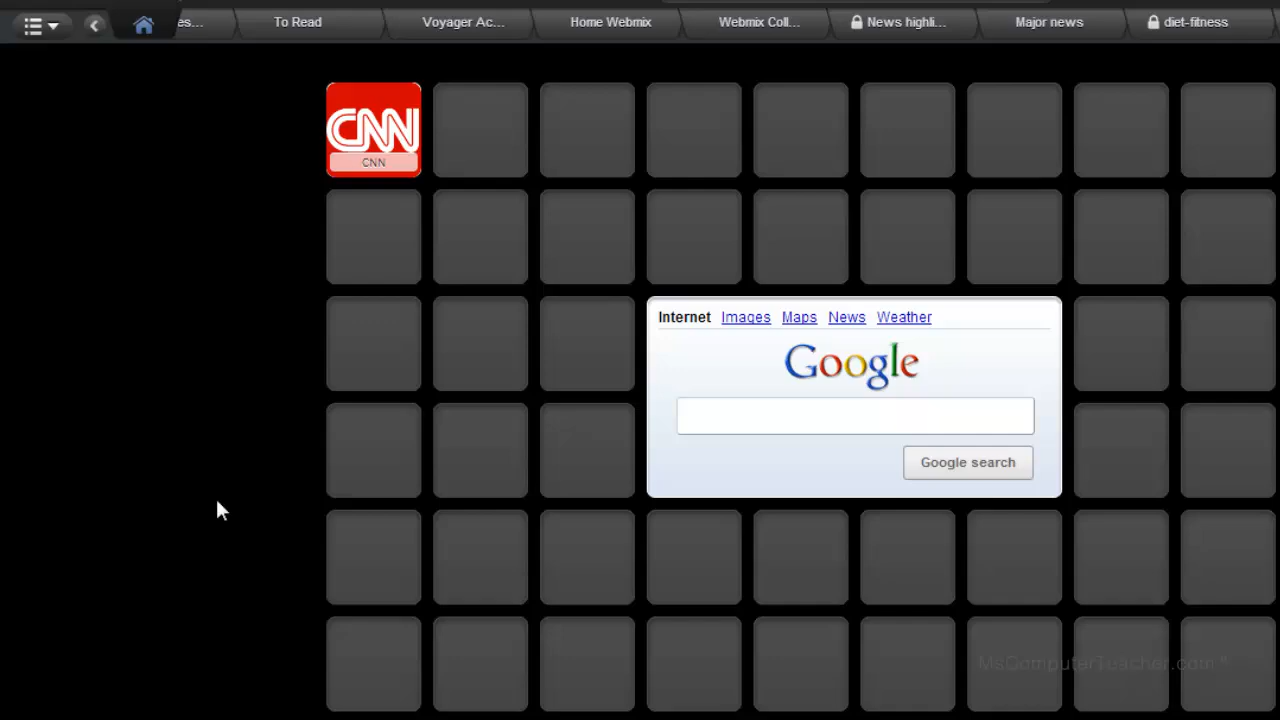 es...
To Read
Voyager Ac...
Home Webmix
Webmix Coll...
News highli...
Major news
diet-fitness
CNN
CNN
Internet Images Maps News Weather
Google
Google search
MsComputerTeacher.com